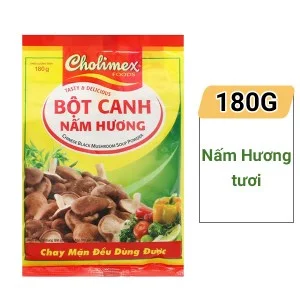 Cholimex
FOODS
180g
TASTY & DELICIOUS
BỘT CANH
NẤM HƯƠNG
CHINESE BLACK MUSHROOM SOUP POWDER
Chay Mặn Đều Dùng Được
180G
Nấm Hương
tươi